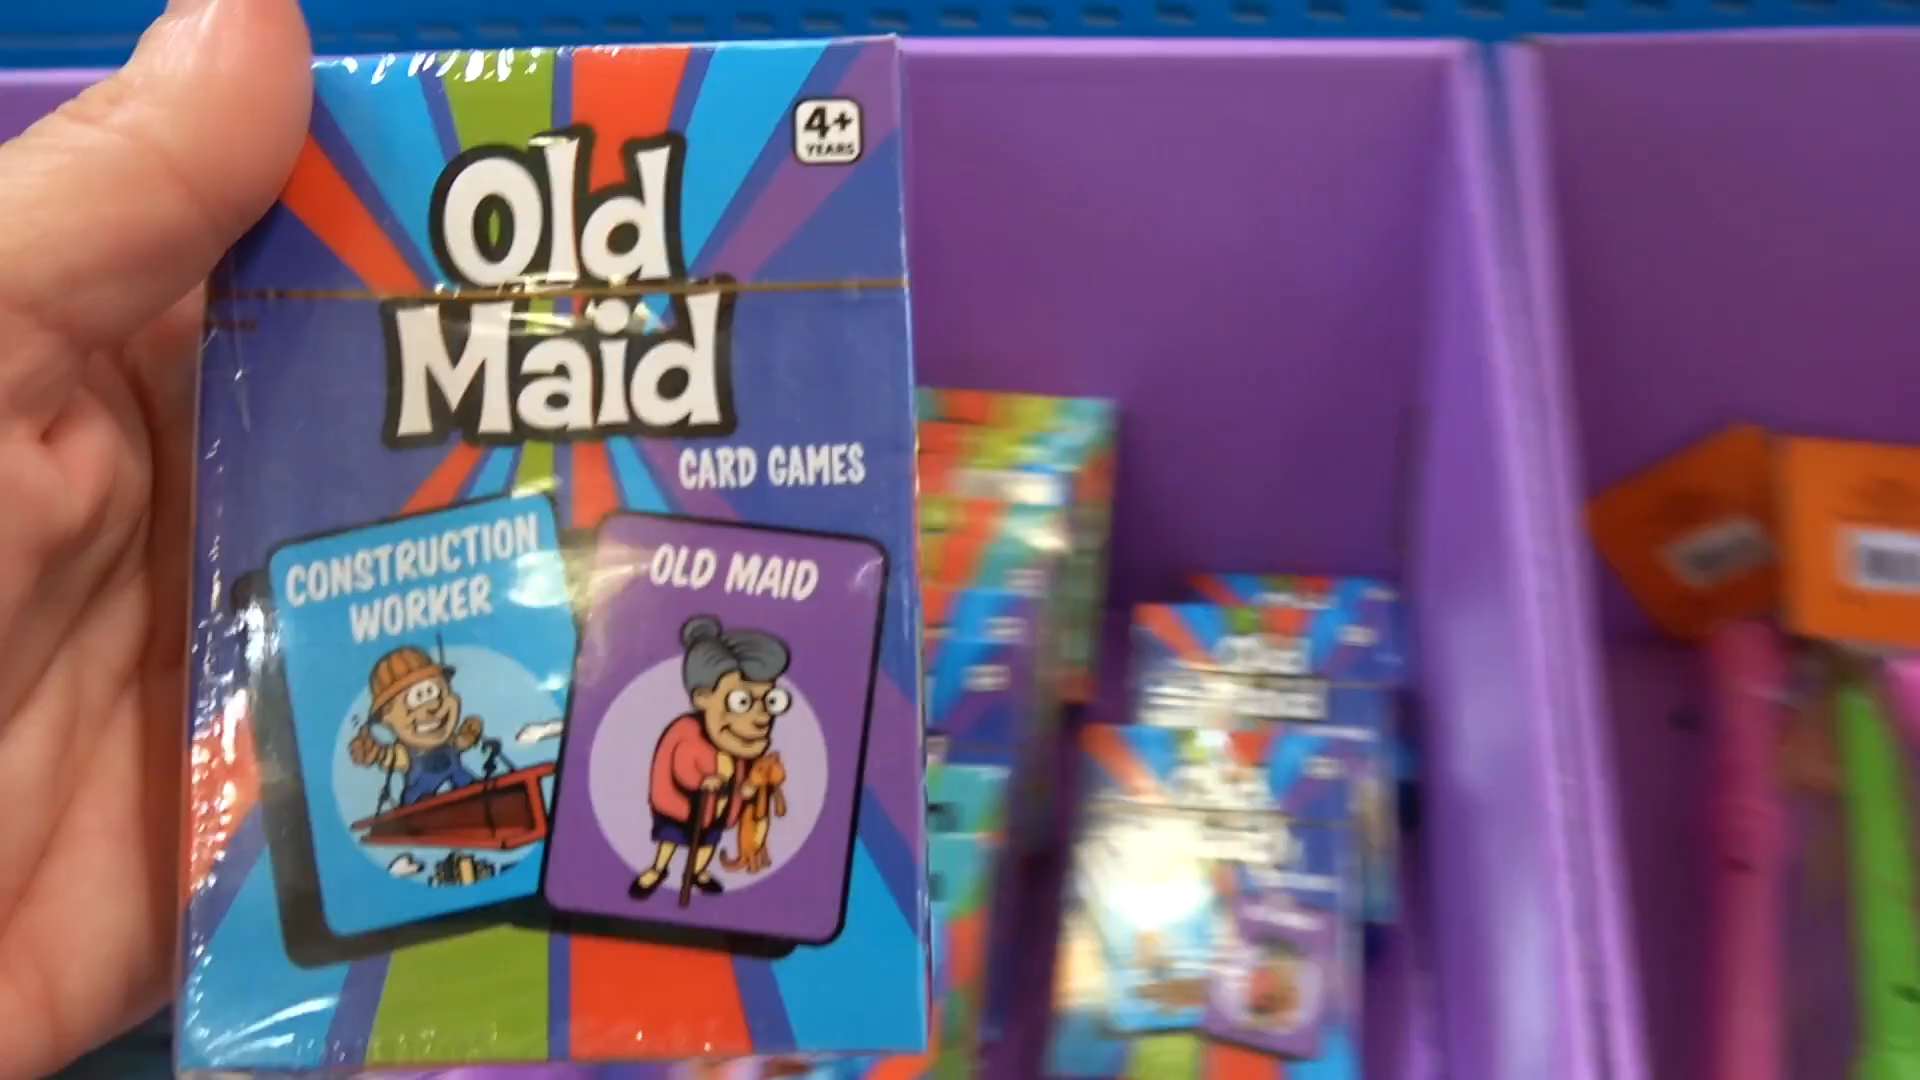 4+
YEARS
Old
Maid
CARD GAMES
CONSTRUCTION
WORKER
OLD MAID